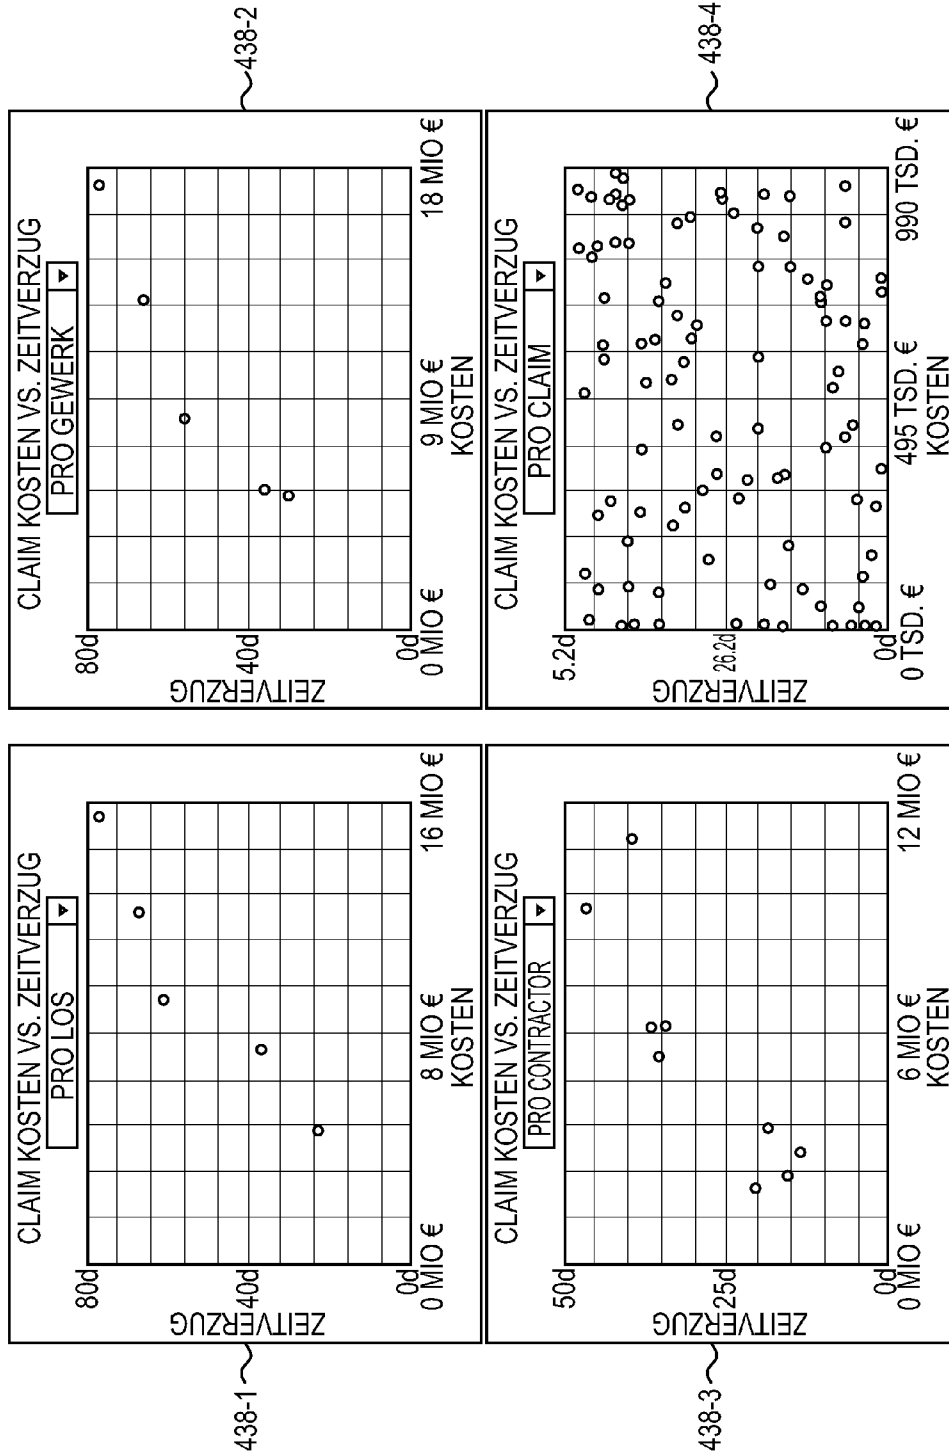 CLAIM KOSTEN VS. ZEITVERZUG
PRO LOS
80d
40d
0d
ZEITVERZUG
0 MIO €
8 MIO €
16 MIO €
KOSTEN
438-1
CLAIM KOSTEN VS. ZEITVERZUG
PRO GEWERK
80d
40d
0d
ZEITVERZUG
0 MIO €
9 MIO €
18 MIO €
KOSTEN
438-2
CLAIM KOSTEN VS. ZEITVERZUG
PRO CONTRACTOR
50d
25d
0d
ZEITVERZUG
0 MIO €
6 MIO €
12 MIO €
KOSTEN
438-3
CLAIM KOSTEN VS. ZEITVERZUG
PRO CLAIM
5.2d
26.2d
0d
ZEITVERZUG
0 TSD. €
495 TSD. €
990 TSD. €
KOSTEN
438-4